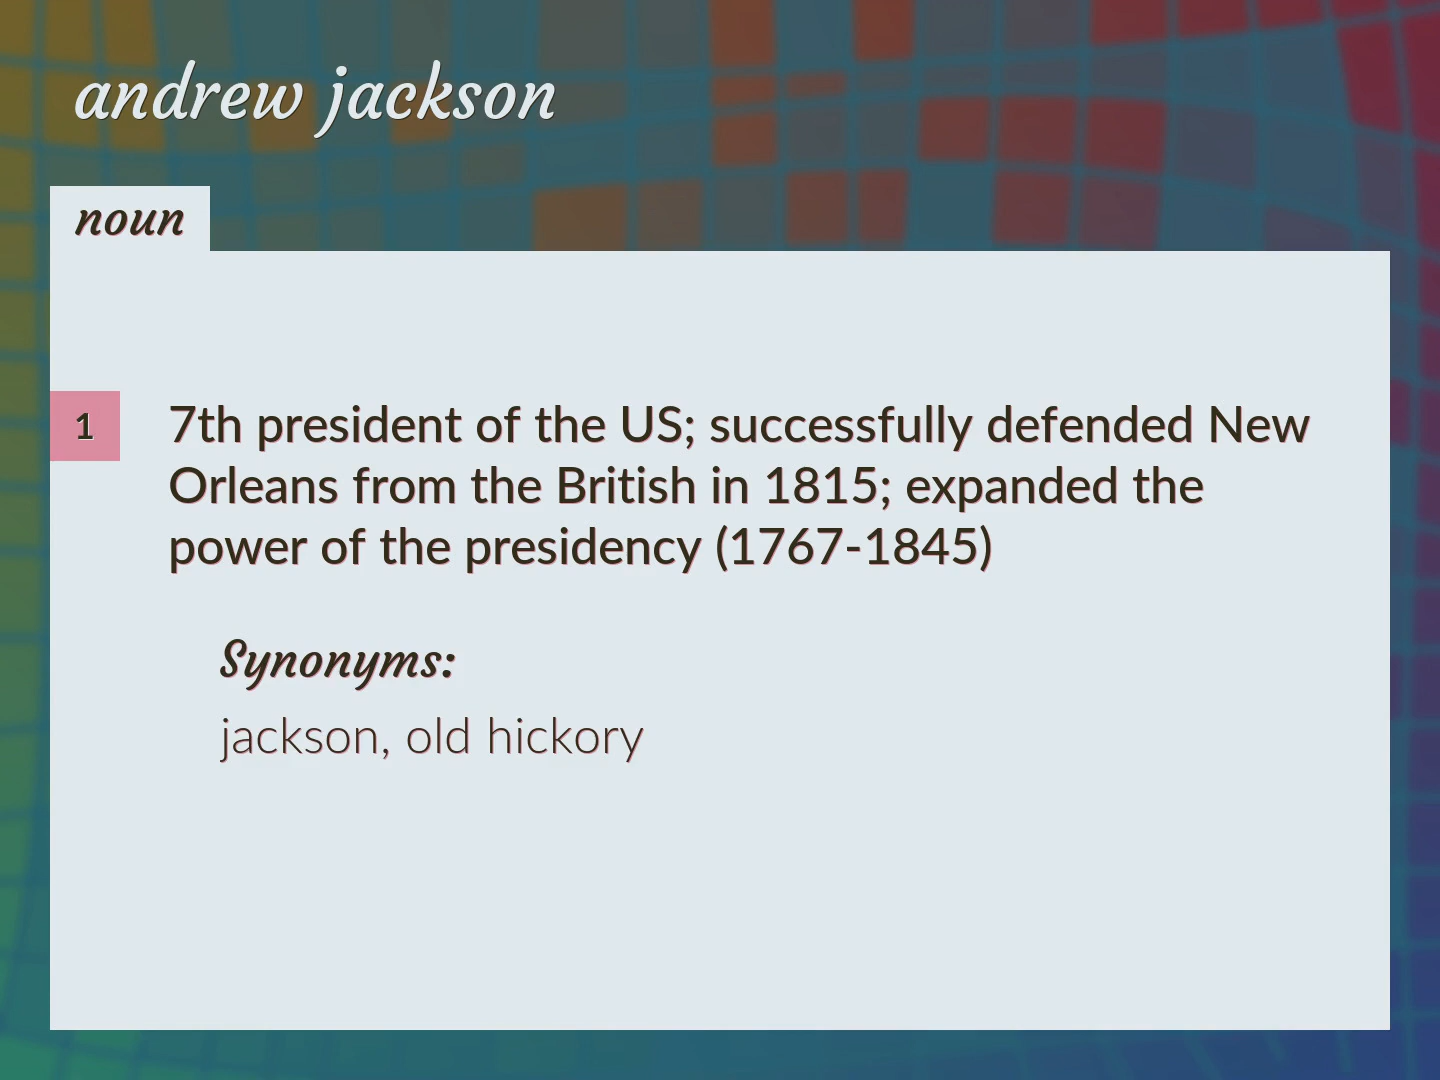 andrew jackson
noun
1
7th president of the US; successfully defended New
Orleans from the British in 1815; expanded the
power of the presidency (1767-1845)
Synonyms:
jackson, old hickory